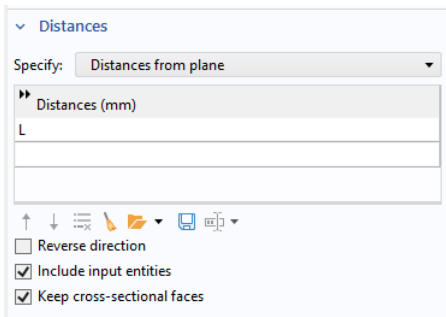 Distances
Specify: Distances from plane
Distances (mm)
L
Reverse direction
Include input entities
Keep cross-sectional faces